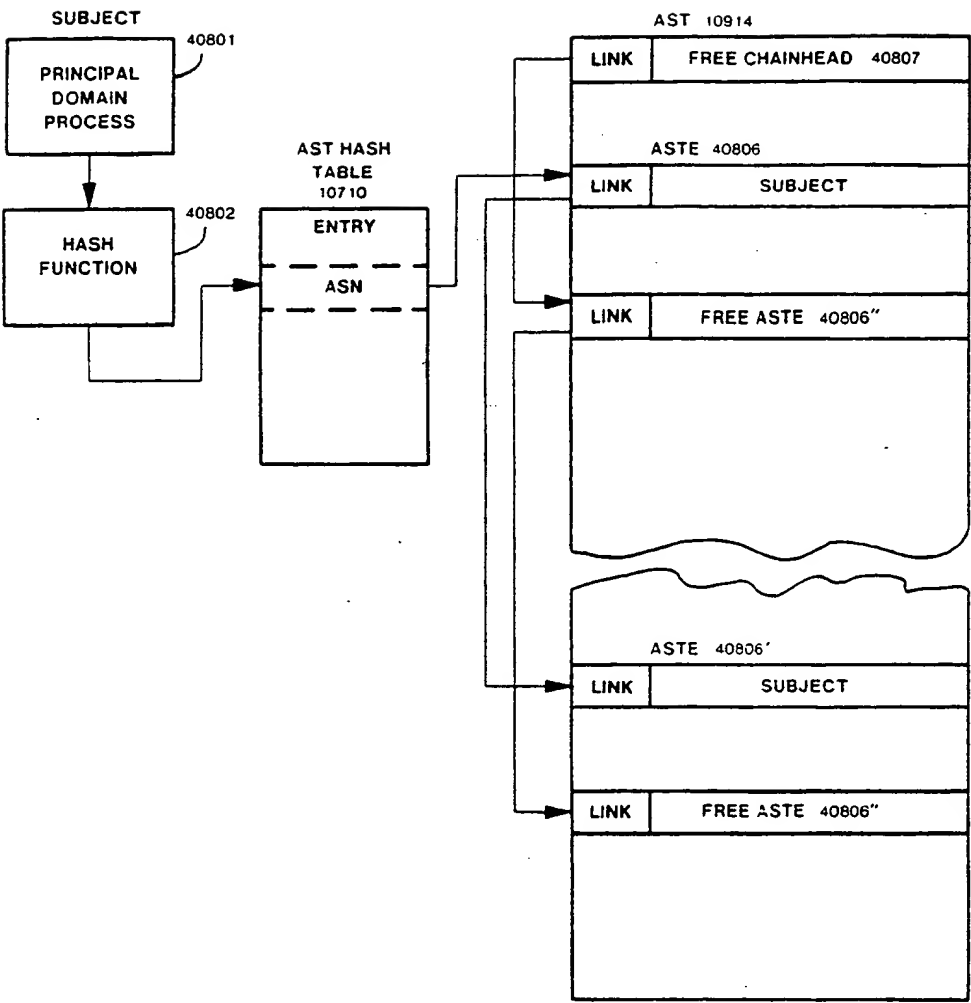 SUBJECT
40801
PRINCIPAL
DOMAIN
PROCESS
40802
HASH
FUNCTION
AST HASH
TABLE
10710
ENTRY
ASN
AST 10914
LINK FREE CHAINHEAD 40807
ASTE 40806
LINK SUBJECT
LINK FREE ASTE 40806"
ASTE 40806'
LINK SUBJECT
LINK FREE ASTE 40806"